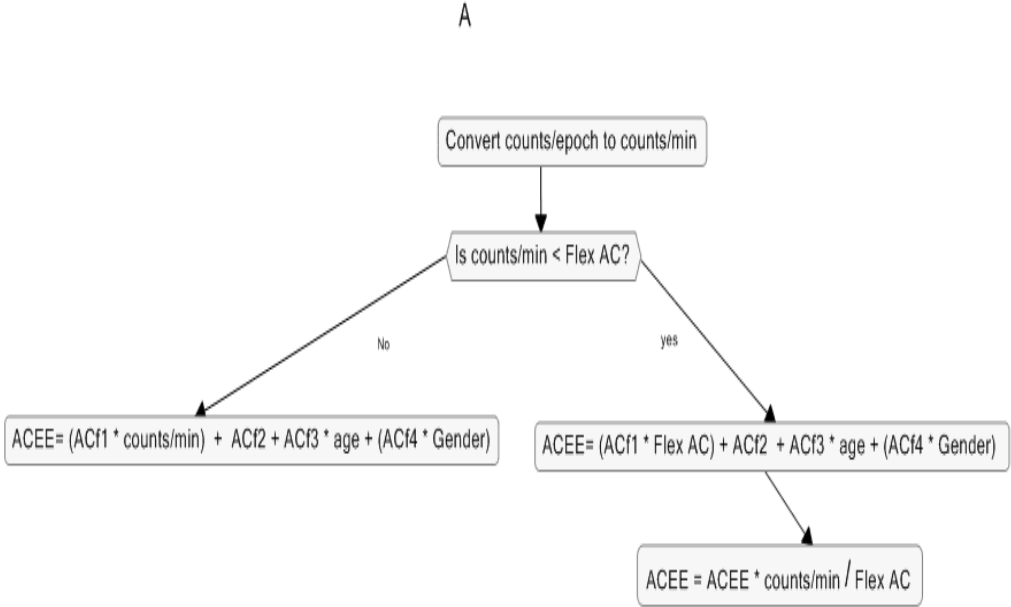 A
Convert counts/epoch to counts/min
Is counts/min < Flex AC?
No
yes
ACEE= (ACf1 * counts/min) + ACf2 + ACf3 * age + (ACf4 * Gender)
ACEE= (ACf1 * Flex AC) + ACf2 + ACf3 * age + (ACf4 * Gender)
ACEE = ACEE * counts/min / Flex AC